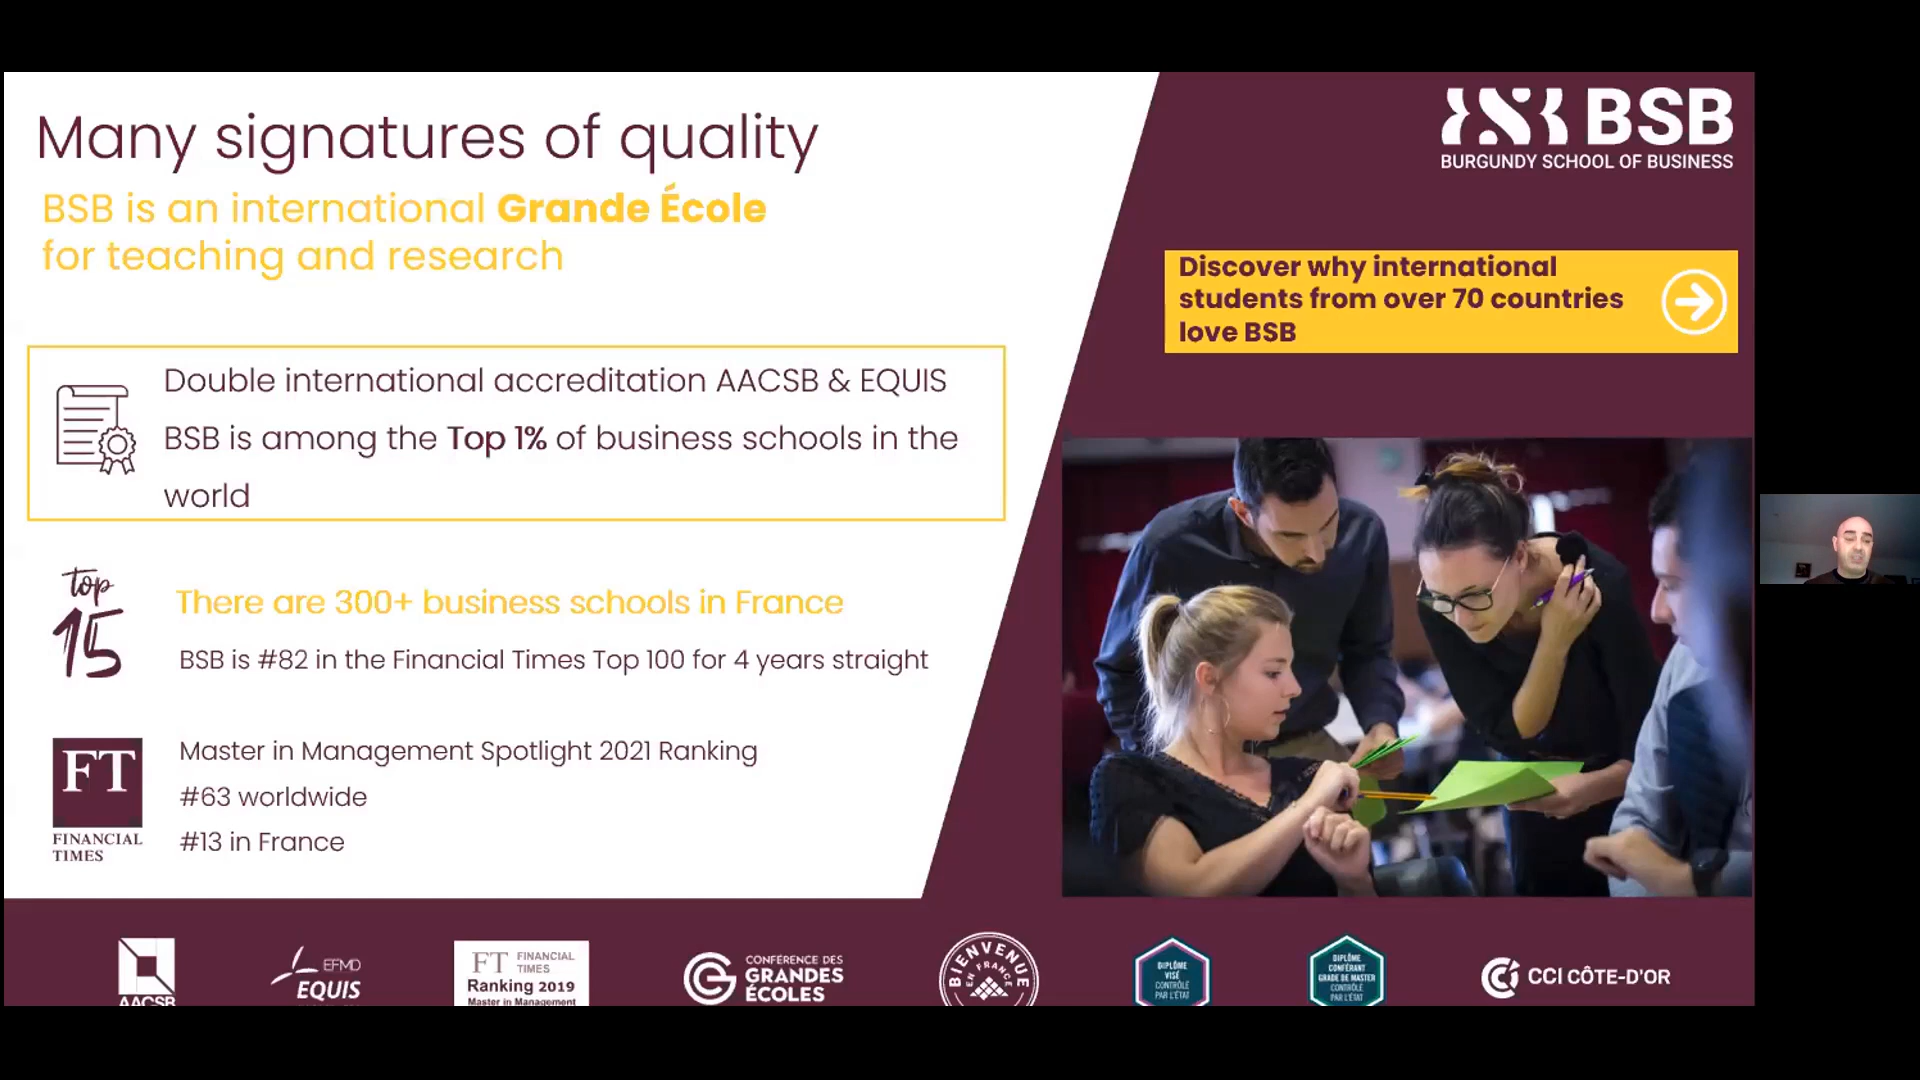 Many signatures of quality
BSB is an international Grande École
for teaching and research
Double international accreditation AACSB & EQUIS
BSB is among the Top 1% of business schools in the
world
top
15
There are 300+ business schools in France
BSB is #82 in the Financial Times Top 100 for 4 years straight
FT
FINANCIAL
TIMES
Master in Management Spotlight 2021 Ranking
#63 worldwide
#13 in France
BSB
BURGUNDY SCHOOL OF BUSINESS
Discover why international
students from over 70 countries
love BSB
AACSB
EFMD
EQUIS
FT FINANCIAL
TIMES
Ranking 2019
Master in Management
CONFÉRENCE DES
GRANDES
ÉCOLES
BIENVENUE
EN FRANCE
DIPLÔME
VISÉ
CONTRÔLÉ
PAR L'ÉTAT
DIPLÔME
CONFÉRANT
GRADE DE MASTER
CONTRÔLÉ
PAR L'ÉTAT
CCI CÔTE-D'OR